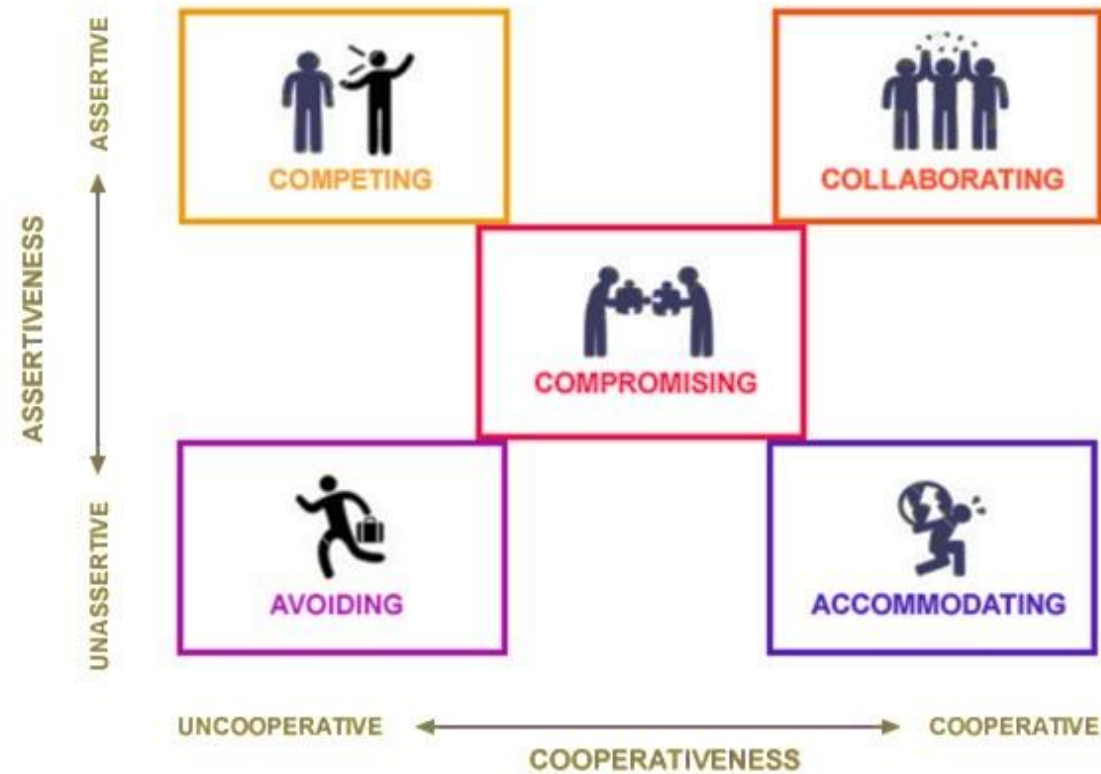 ASSERTIVE
COMPETING
COLLABORATING
ASSERTIVENESS
COMPROMISING
UNASSERTIVE
AVOIDING
ACCOMMODATING
UNCOOPERATIVE
COOPERATIVE
COOPERATIVENESS